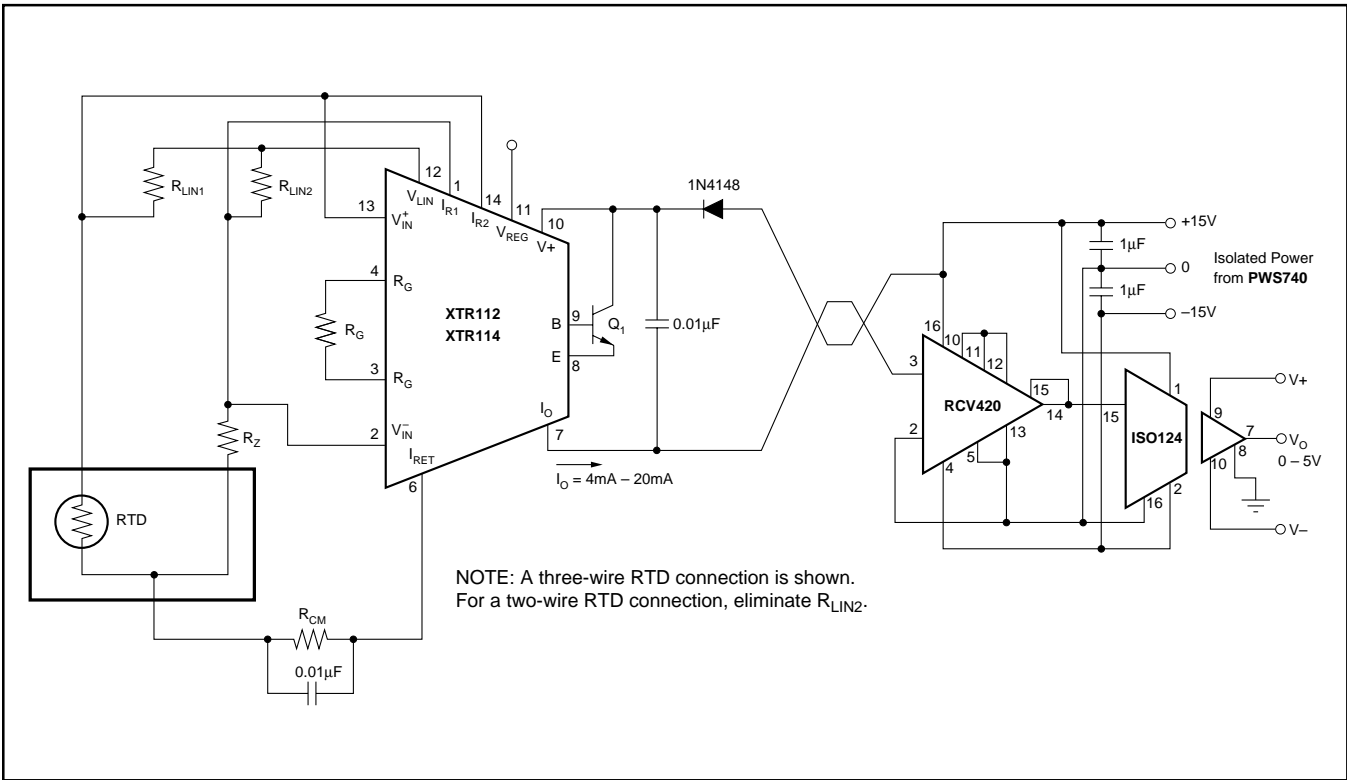 R_LIN1
R_LIN2
12
1
14
11
10
V_LIN
I_R1
I_R2
V_REG
V+
13
V_IN^+
4
R_G
R_G
XTR112
XTR114
3
R_G
9
B
Q_1
E
8
I_O
7
2
V_IN^–
I_RET
6
R_Z
RTD
R_CM
0.01µF
I_O = 4mA – 20mA
1N4148
0.01µF
NOTE: A three-wire RTD connection is shown.
For a two-wire RTD connection, eliminate R_LIN2.
16
10
11
12
3
15
RCV420
14
2
13
5
4
+15V
1µF
0
1µF
–15V
Isolated Power
from PWS740
1
15
ISO124
16
2
9
7
8
10
V+
V_O
0 – 5V
V–